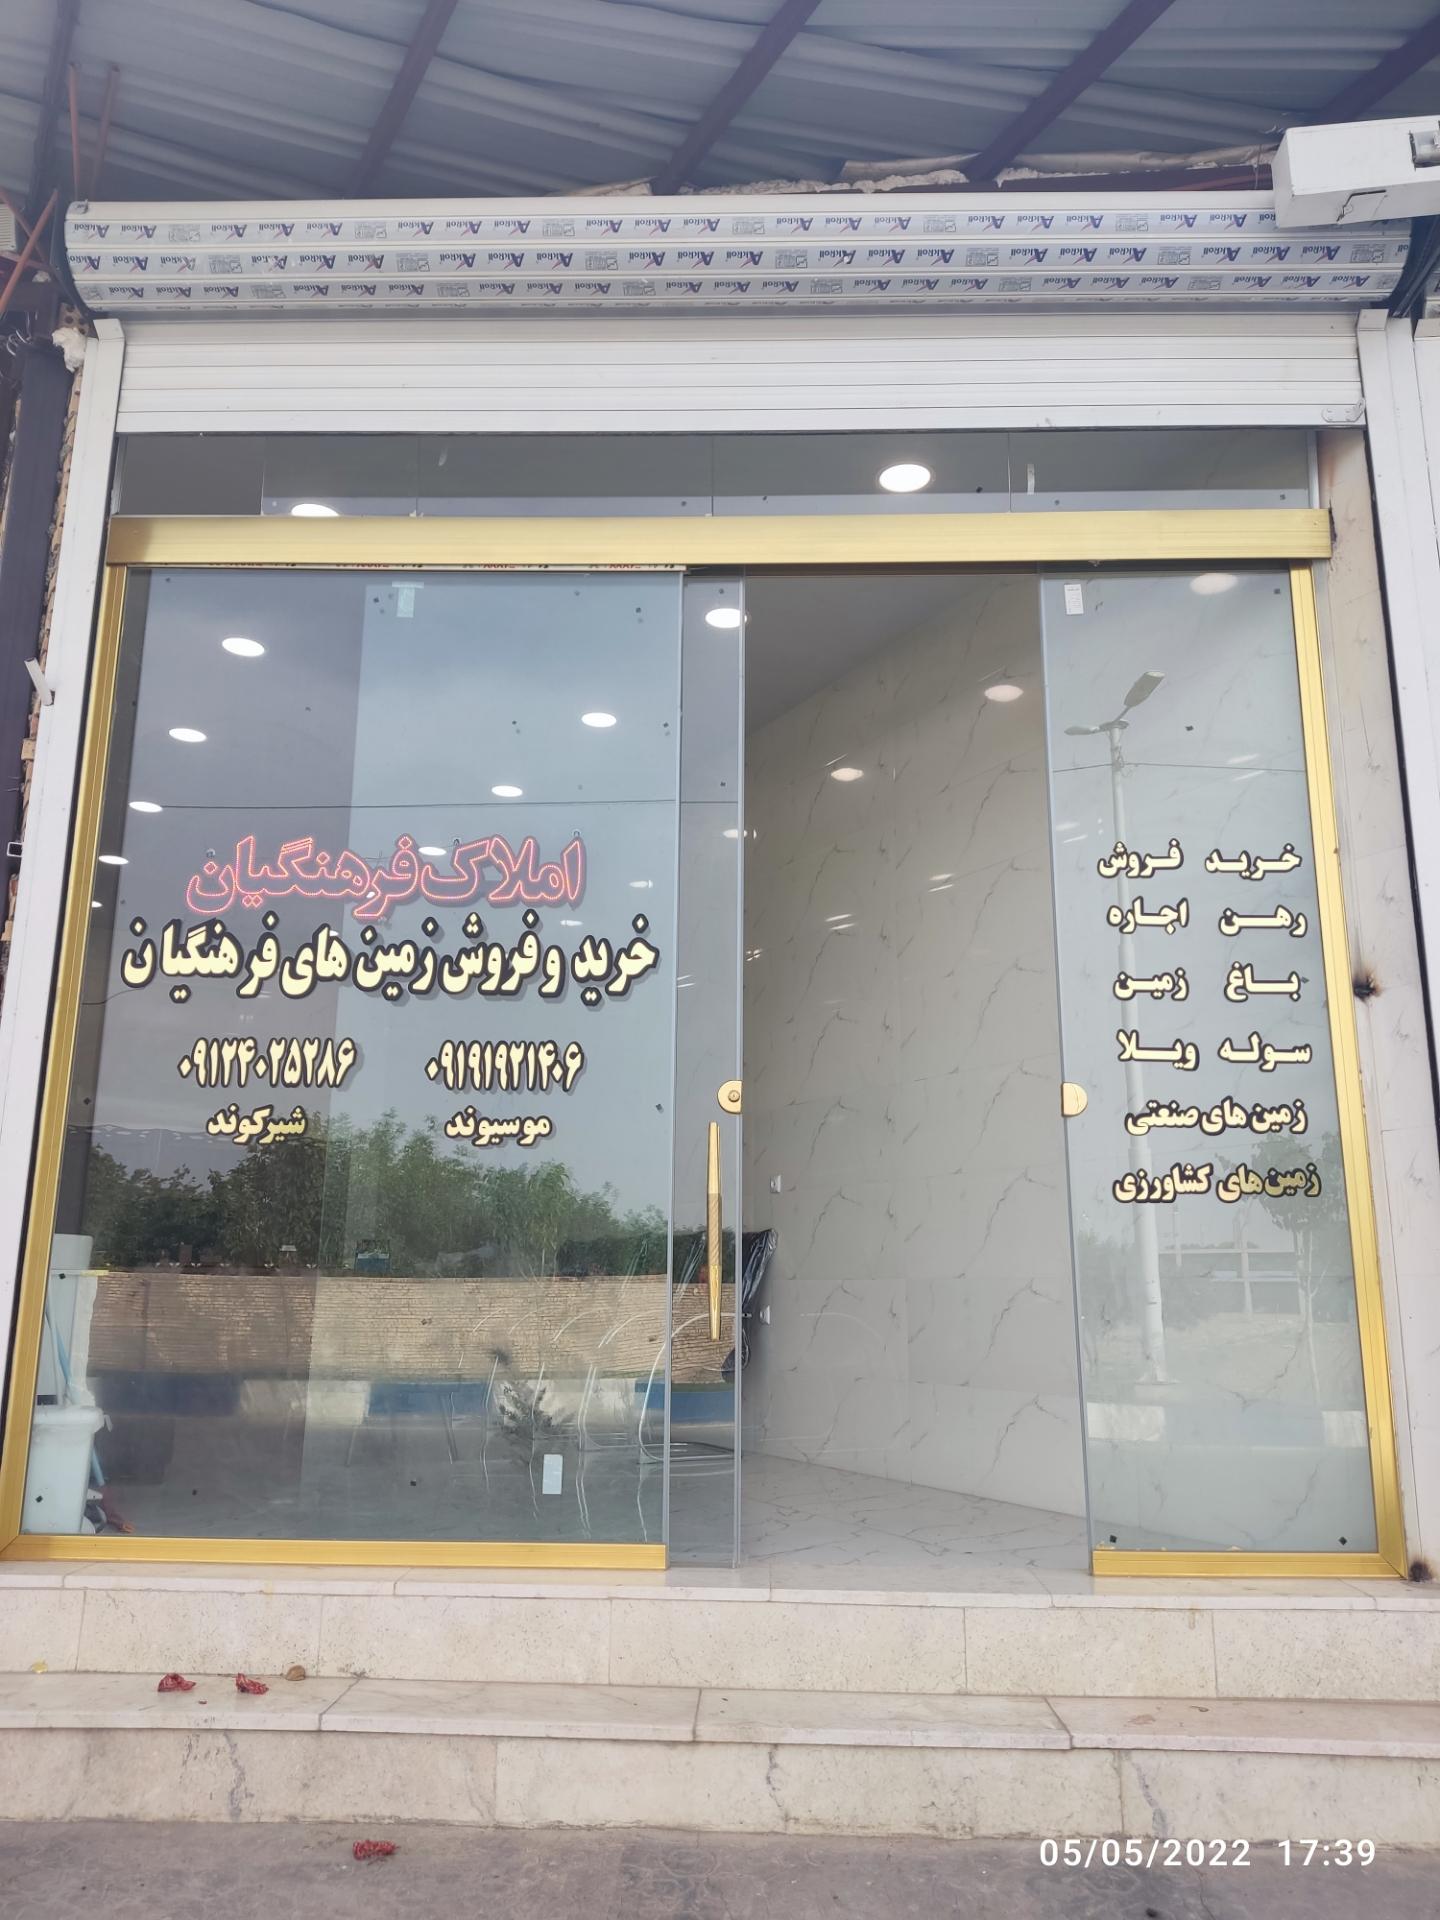 AkRoll
املاک فرهنگیان
خرید و فروش زمین های فرهنگیان
۰۹۱۹۱۹۲۱۴۰۶
۰۹۱۲۴۰۲۵۲۸۶
موسیوند
شیرکوند
خرید فروش
رهن اجاره
باغ زمین
سوله ویلا
زمین های صنعتی
زمین های کشاورزی
05/05/2022 17:39